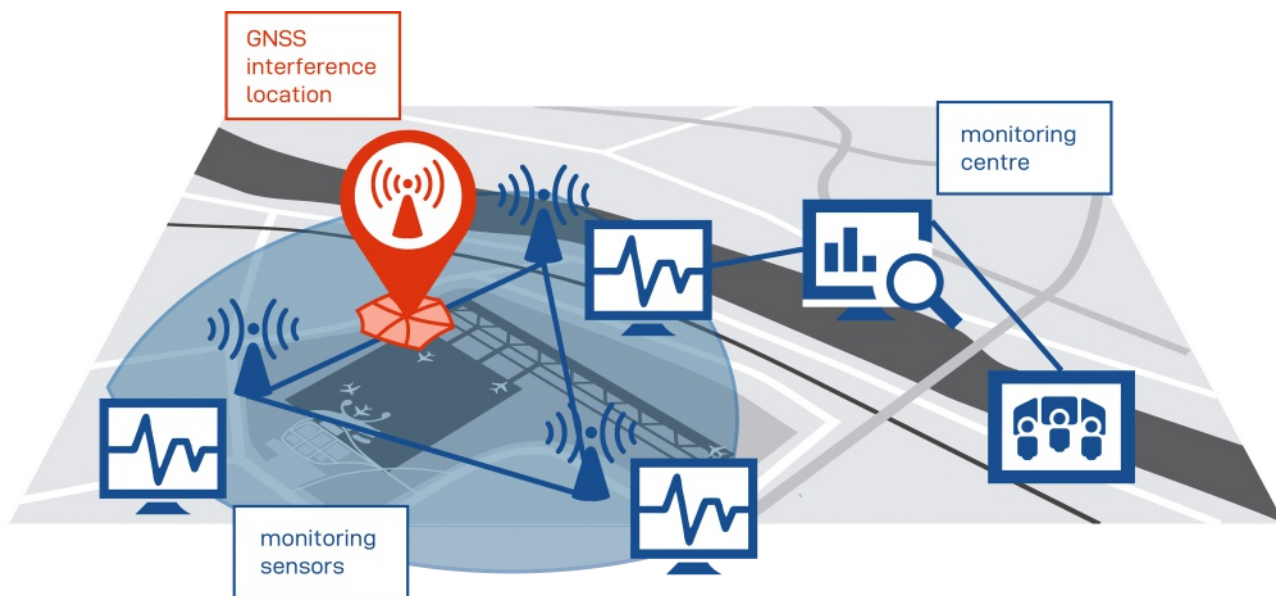 GNSS
interference
location
monitoring
centre
monitoring
sensors